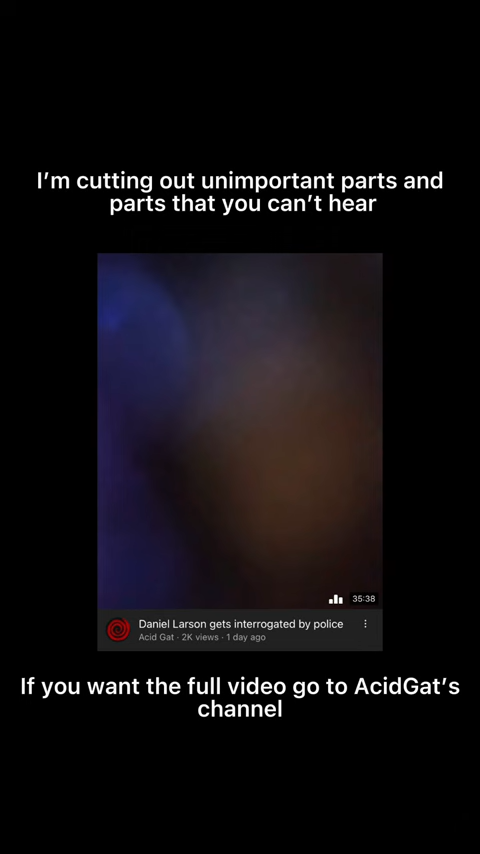 I’m cutting out unimportant parts and
parts that you can’t hear
35:38
Daniel Larson gets interrogated by police
Acid Gat · 2K views · 1 day ago
If you want the full video go to AcidGat’s
channel